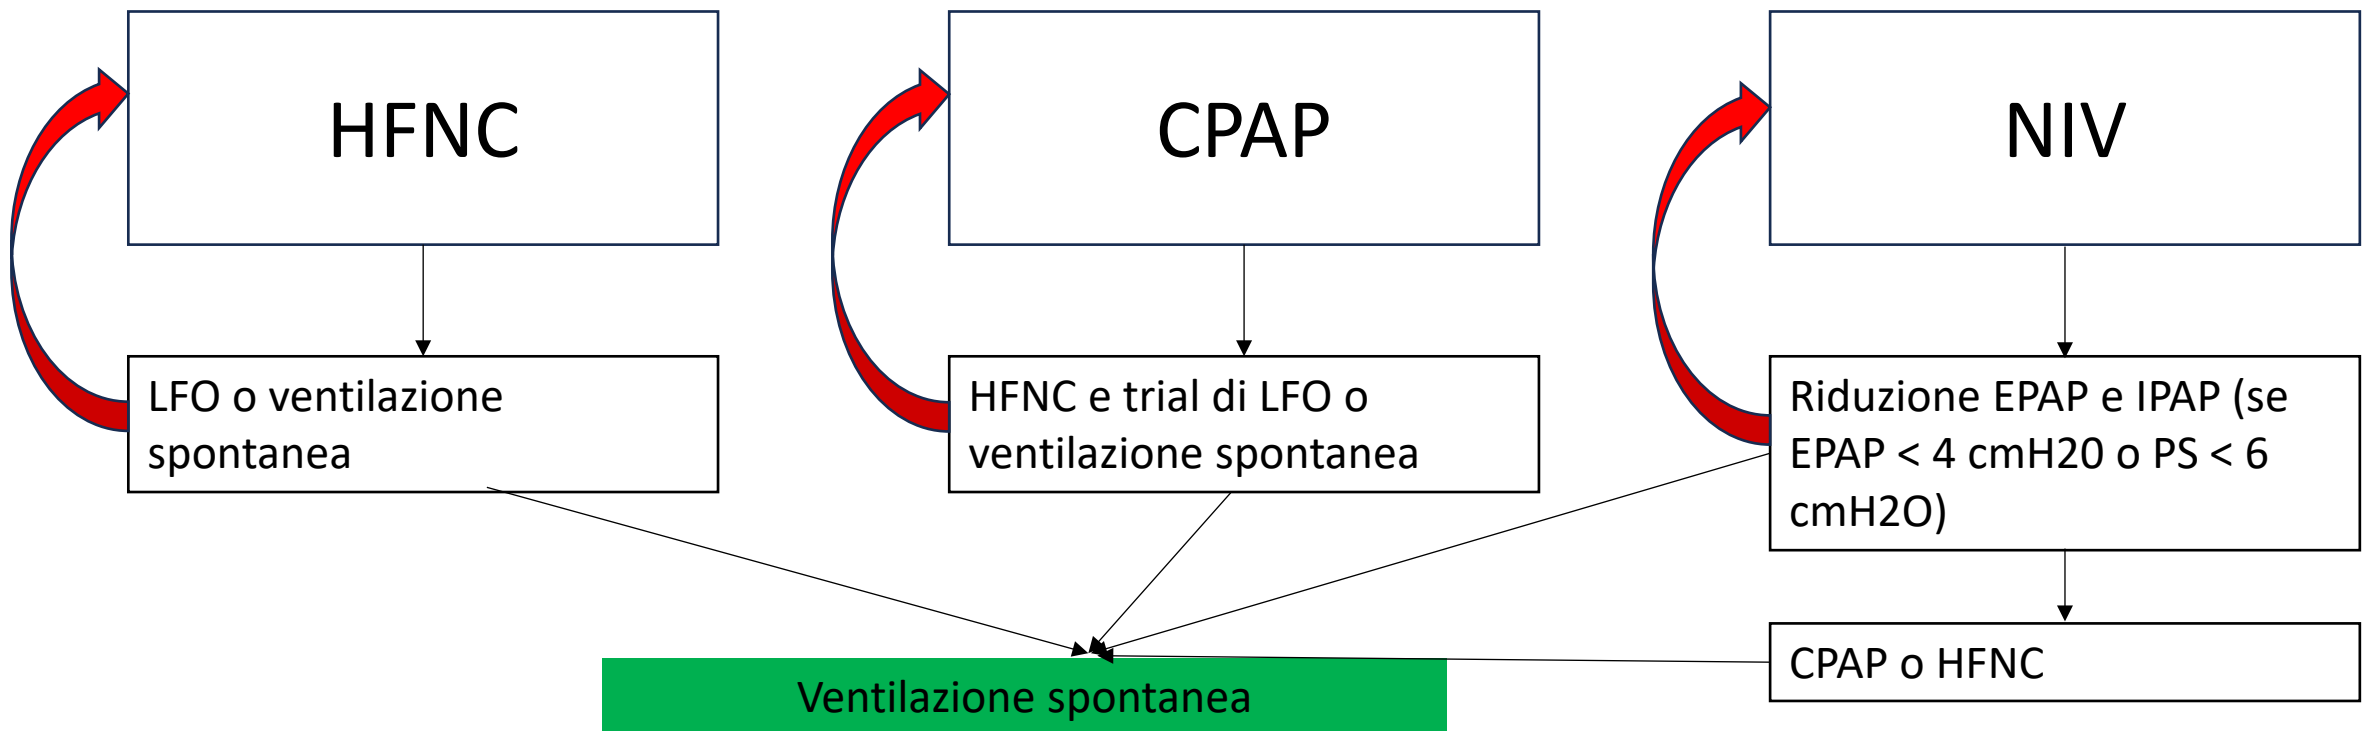 HFNC
CPAP
NIV
LFO o ventilazione
spontanea
HFNC e trial di LFO o
ventilazione spontanea
Riduzione EPAP e IPAP (se
EPAP < 4 cmH20 o PS < 6
cmH2O)
CPAP o HFNC
Ventilazione spontanea